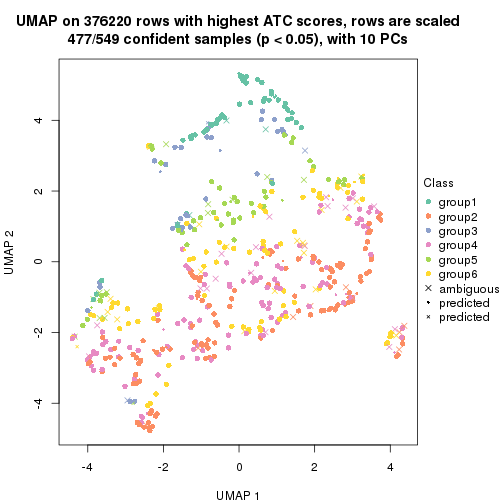 UMAP on 376220 rows with highest ATC scores, rows are scaled
477/549 confident samples (p < 0.05), with 10 PCs
UMAP 2
4
2
0
-2
-4
-4
-2
0
2
4
UMAP 1
Class
group1
group2
group3
group4
group5
group6
ambiguous
predicted
predicted